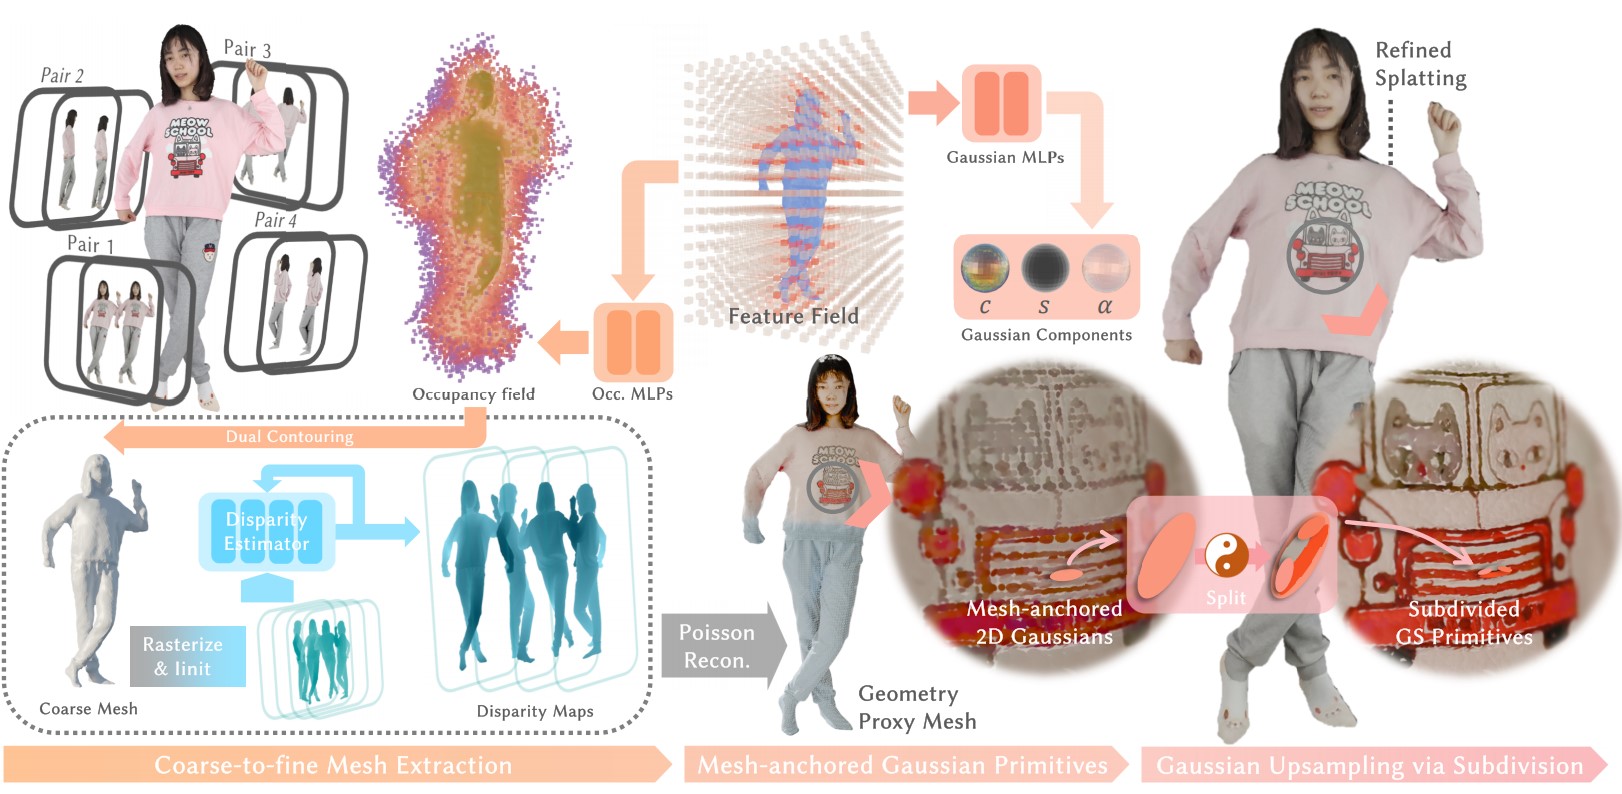 Pair 2
Pair 3
MEOW
SCHOOL
Pair 1
Pair 4
Occupancy field
Occ. MLPs
Feature Field
Gaussian MLPs
c s α
Gaussian Components
Refined
Splatting
MEOW
SCHOOL
Dual Contouring
Disparity
Estimator
Rasterize
& Iinit
Coarse Mesh
Disparity Maps
Poisson
Recon.
MEOW
SCHOOL
Geometry
Proxy Mesh
Mesh-anchored
2D Gaussians
Split
Subdivided
GS Primitives
Coarse-to-fine Mesh Extraction
Mesh-anchored Gaussian Primitives
Gaussian Upsampling via Subdivision